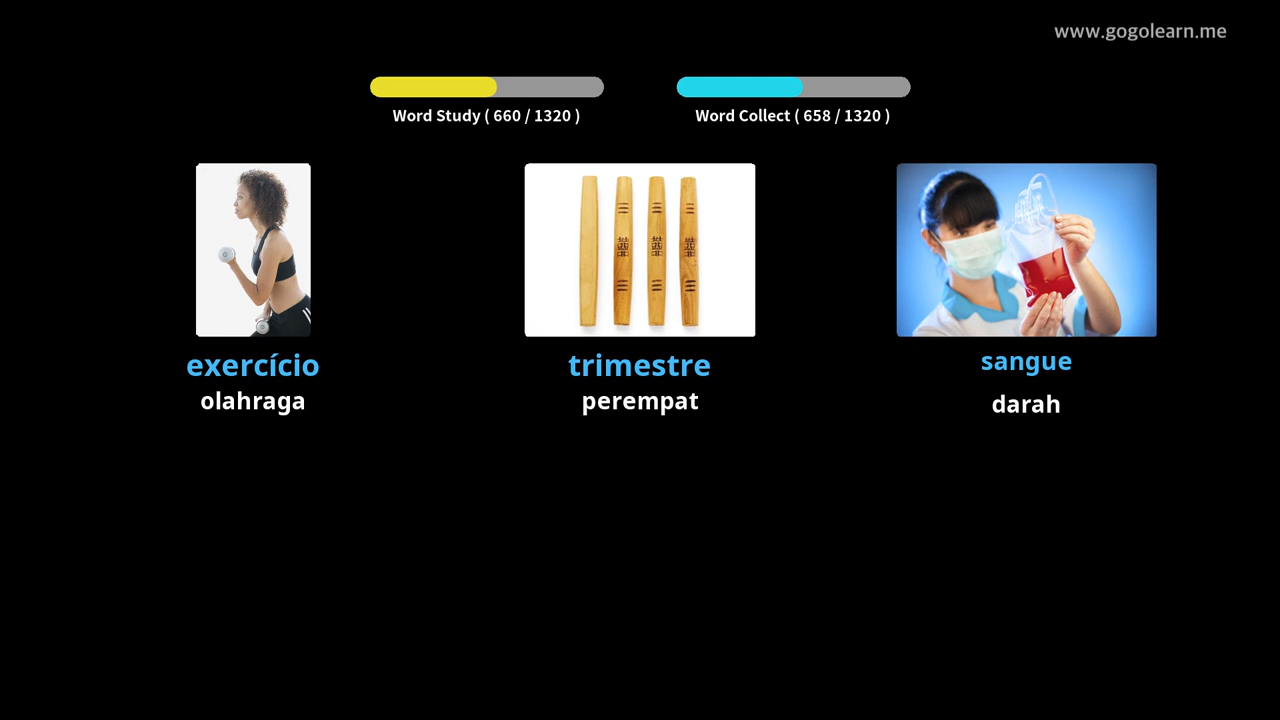 www.gogolearn.me
Word Study ( 660 / 1320 )
Word Collect ( 658 / 1320 )
exercício
olahraga
trimestre
perempat
sangue
darah